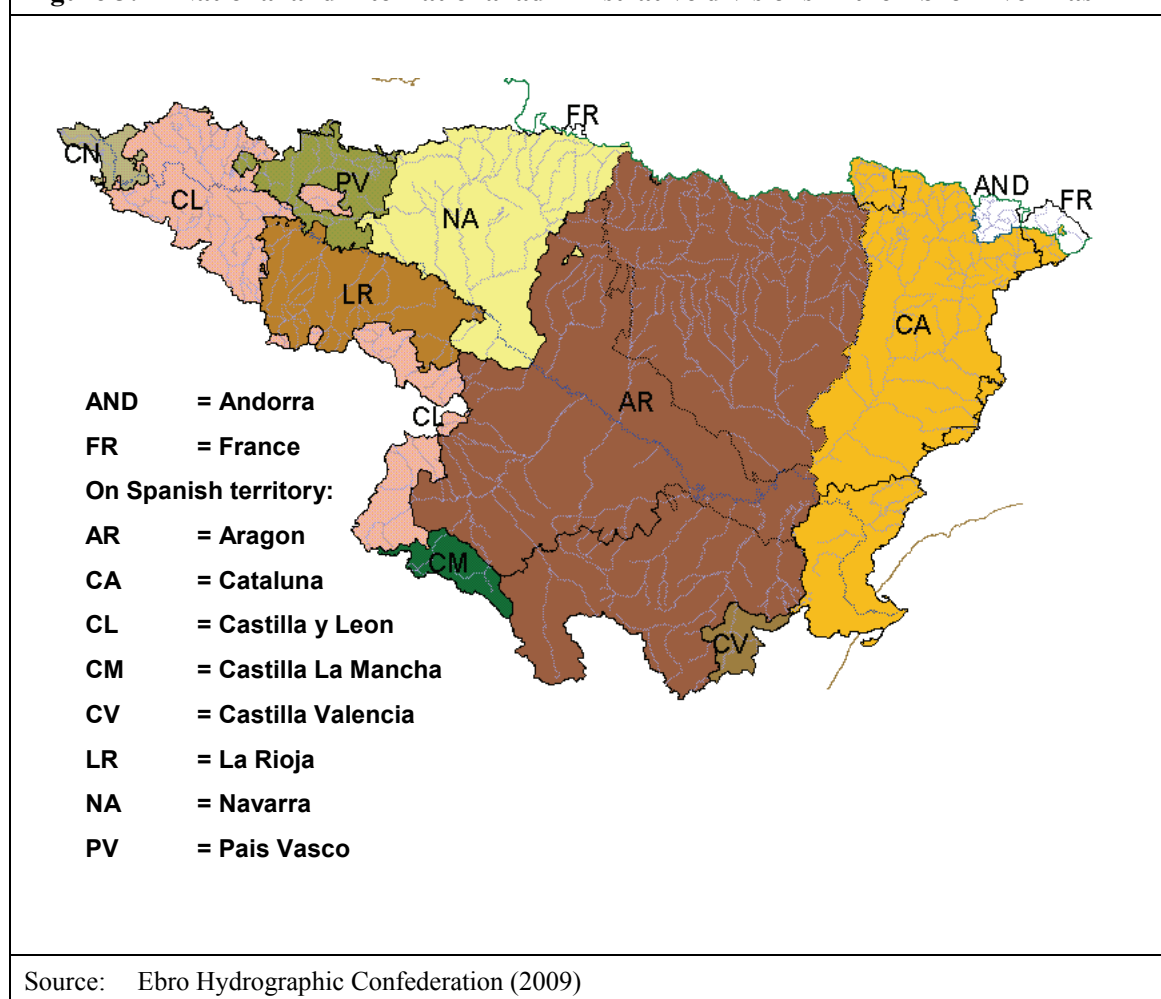 FR
CN
PV
AND
FR
CL
NA
LR
CA
AND = Andorra
AR
CL
FR = France
On Spanish territory:
AR = Aragon
CM
CA = Cataluna
CL = Castilla y Leon
CV
CM = Castilla La Mancha
CV = Castilla Valencia
LR = La Rioja
NA = Navarra
PV = Pais Vasco
Source: Ebro Hydrographic Confederation (2009)